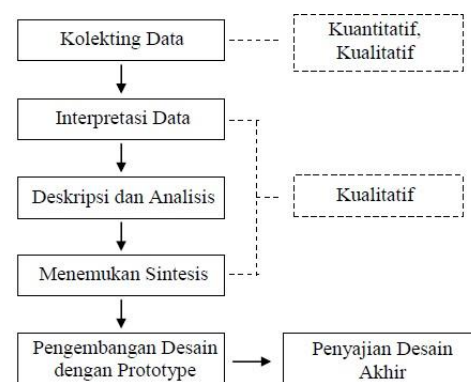 Kolekting Data
Kuantitatif,
Kualitatif
Interpretasi Data
Deskripsi dan Analisis
Kualitatif
Menemukan Sintesis
Pengembangan Desain
dengan Prototype
Penyajian Desain
Akhir